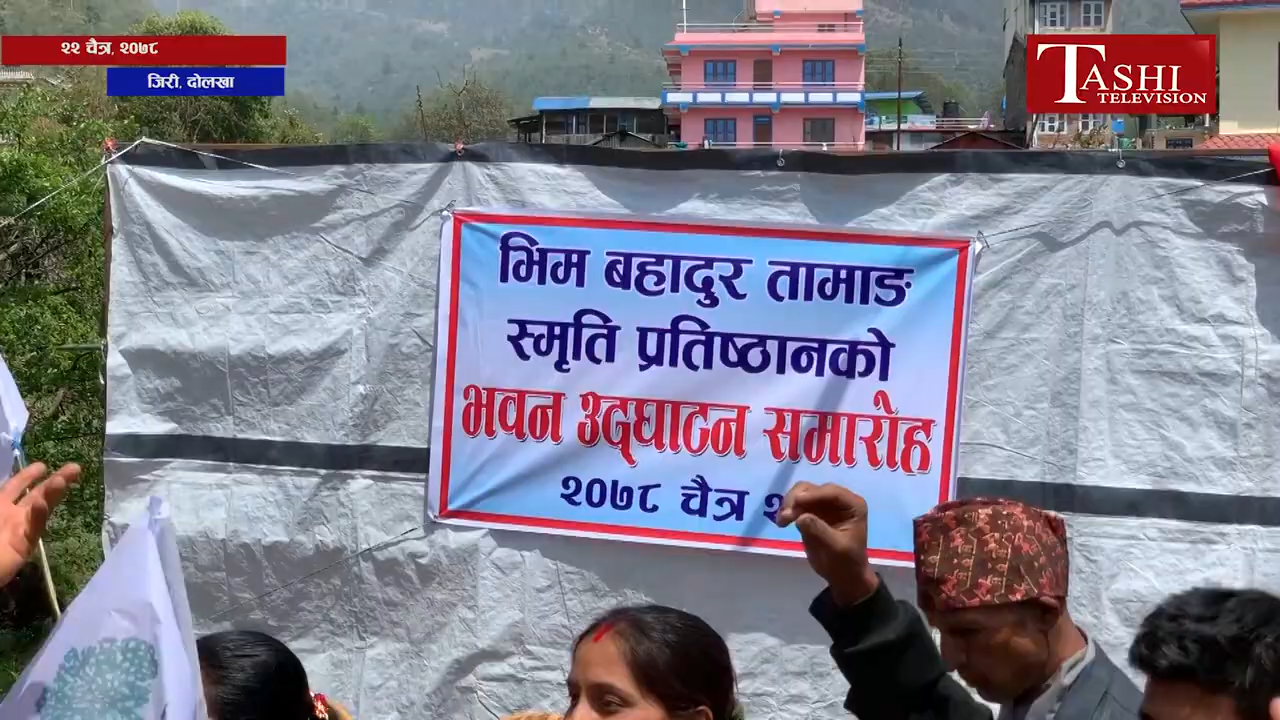 २२ चैत्र, २०७८
जिरी, दोलखा
TASHI
TELEVISION
भिम बहादुर तामाङ
स्मृति प्रतिष्ठानको
भवन उद्घाटन समारोह
२०७८ चैत्र